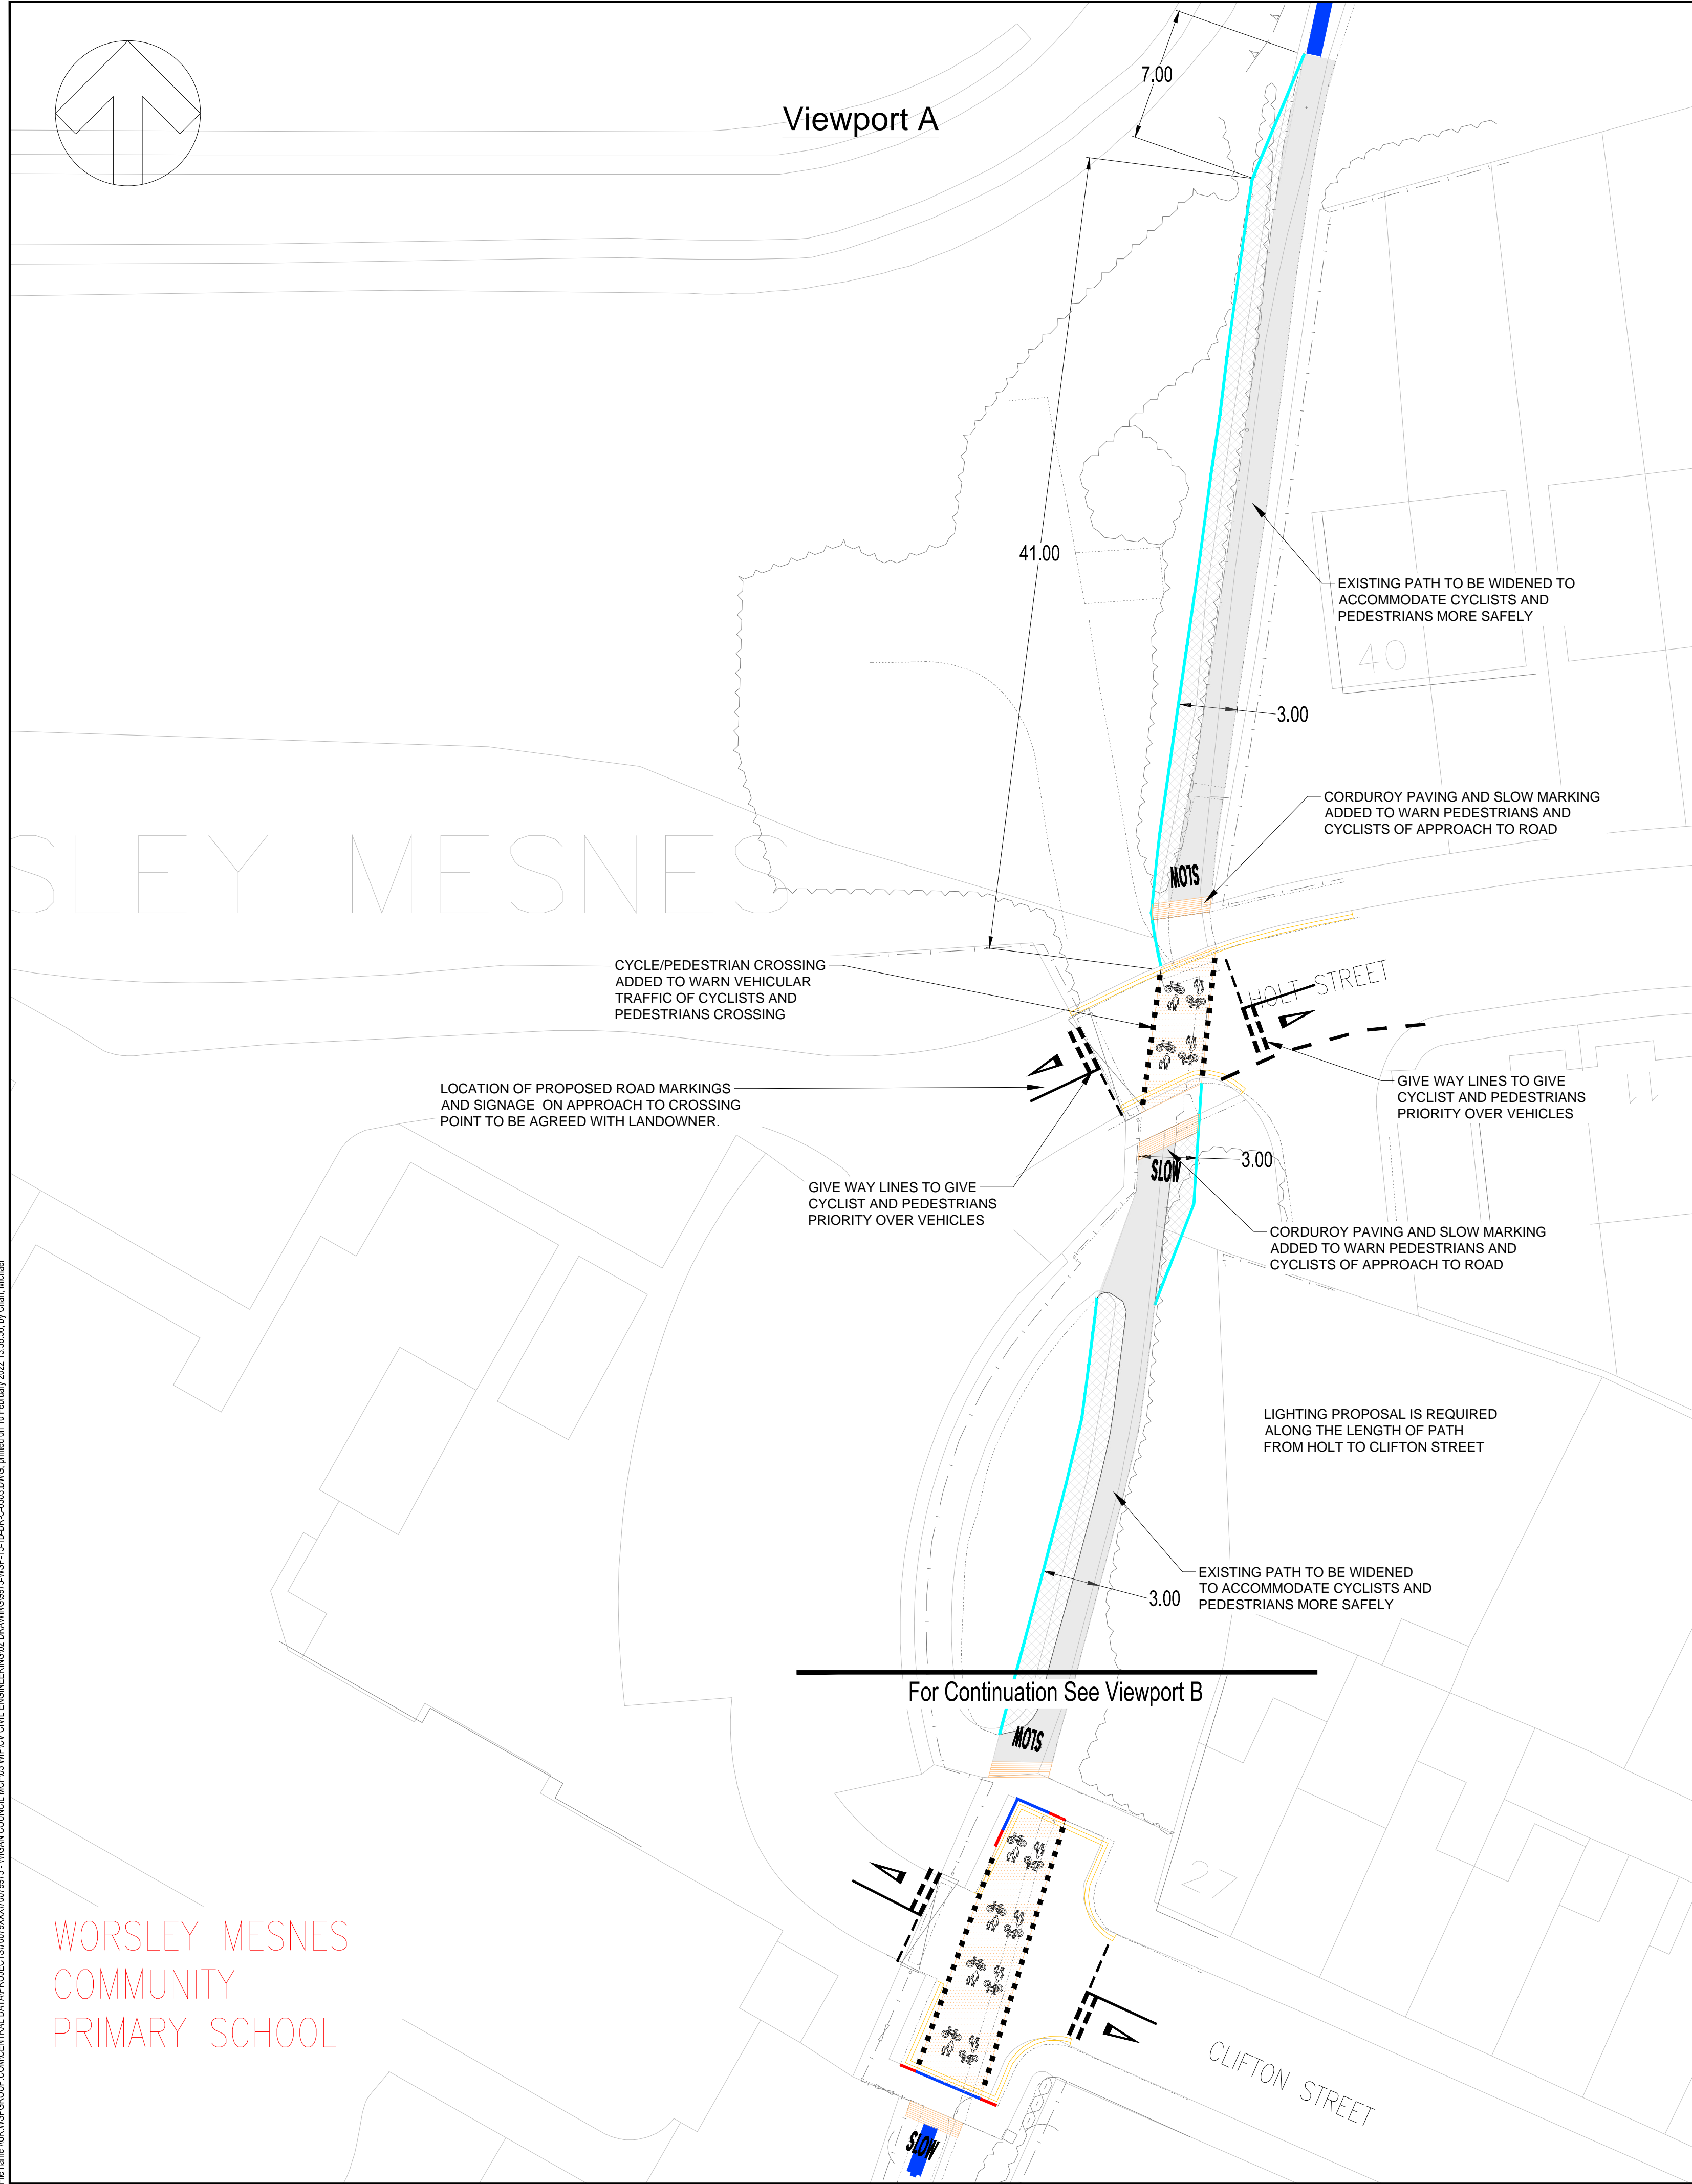 Viewport A
7.00
41.00
EXISTING PATH TO BE WIDENED TO
ACCOMMODATE CYCLISTS AND
PEDESTRIANS MORE SAFELY
40
3.00
CORDUROY PAVING AND SLOW MARKING
ADDED TO WARN PEDESTRIANS AND
CYCLISTS OF APPROACH TO ROAD
SLEY MESNES
SLOW
CYCLE/PEDESTRIAN CROSSING
ADDED TO WARN VEHICULAR
TRAFFIC OF CYCLISTS AND
PEDESTRIANS CROSSING
HOLT STREET
LOCATION OF PROPOSED ROAD MARKINGS
AND SIGNAGE ON APPROACH TO CROSSING
POINT TO BE AGREED WITH LANDOWNER.
GIVE WAY LINES TO GIVE
CYCLIST AND PEDESTRIANS
PRIORITY OVER VEHICLES
GIVE WAY LINES TO GIVE
CYCLIST AND PEDESTRIANS
PRIORITY OVER VEHICLES
3.00
SLOW
CORDUROY PAVING AND SLOW MARKING
ADDED TO WARN PEDESTRIANS AND
CYCLISTS OF APPROACH TO ROAD
LIGHTING PROPOSAL IS REQUIRED
ALONG THE LENGTH OF PATH
FROM HOLT TO CLIFTON STREET
EXISTING PATH TO BE WIDENED
TO ACCOMMODATE CYCLISTS AND
PEDESTRIANS MORE SAFELY
3.00
For Continuation See Viewport B
SLOW
27
WORSLEY MESNES
COMMUNITY
PRIMARY SCHOOL
CLIFTON STREET
SLOW